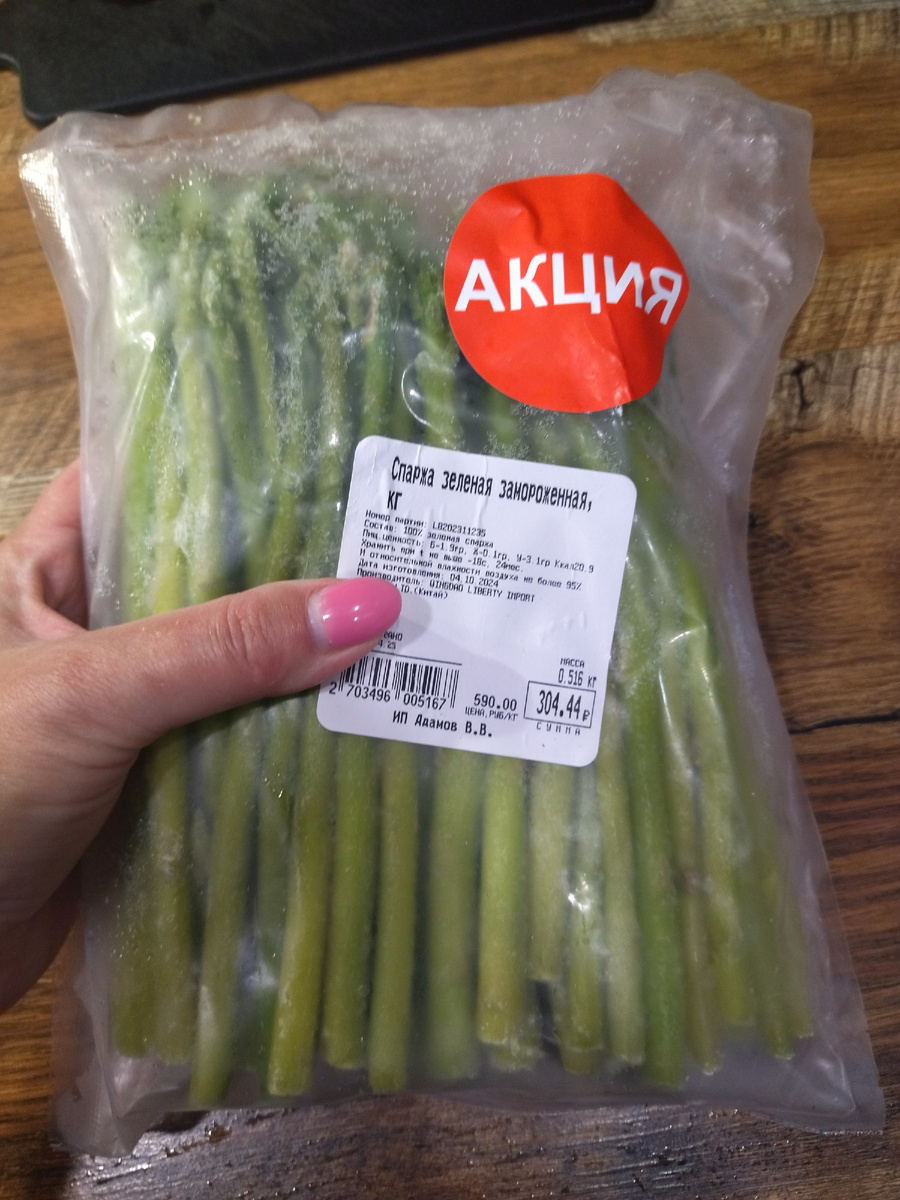 АКЦИЯ
Спаржа зеленая замороженная,
кг
Номер партии: LB202311235
Состав: 100% зеленая спаржа
Пищ.ценность: Б-1.9гр, Ж-0.1гр, У-3.1гр Ккал20.9
Хранить при t не выше -18с, 24мес.
И относительной влажности воздуха не более 95%
Дата изготовления: 04.10.2024
Производитель: QINGDAO LIBERTY IMPORT
(Китай)
МАССА
0.516 кг
2 703496 005167
590.00
ЦЕНА,РУБ/КГ
304.44₽
СУММА
ИП Адамов В.В.